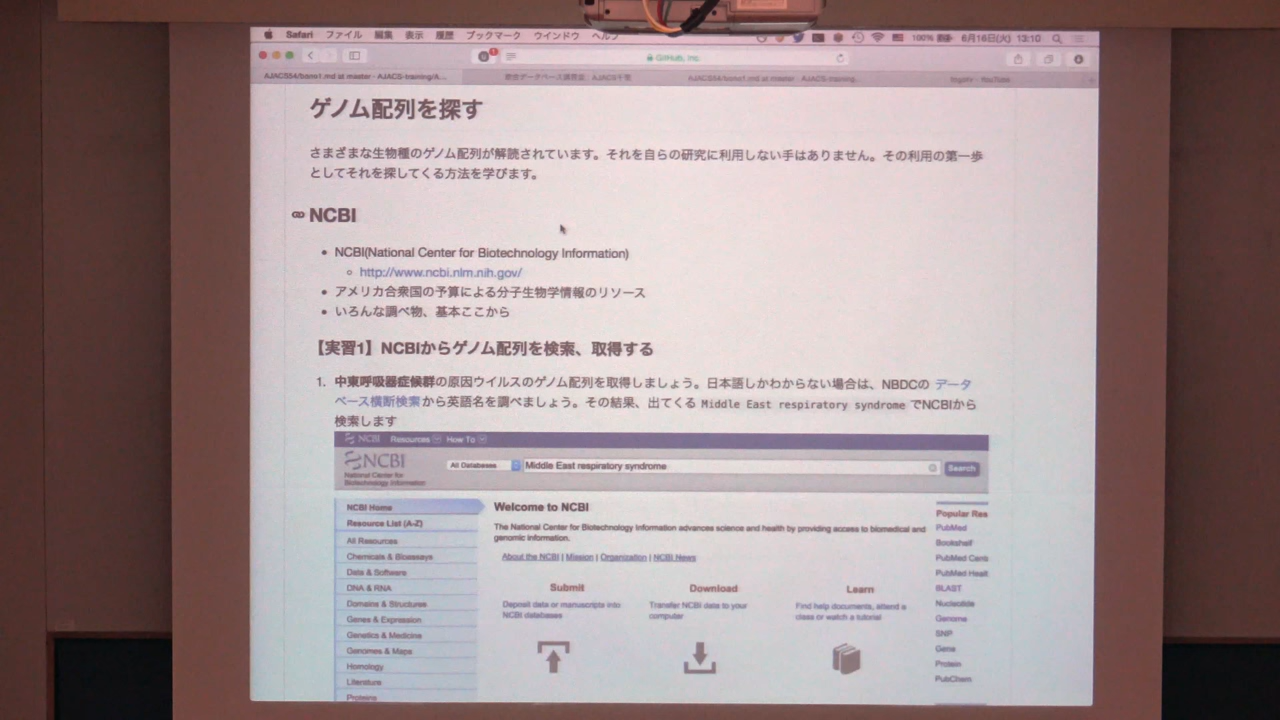 Safari ファイル 編集 表示 履歴 ブックマーク ウインドウ ヘルプ 100% 6月16日(火) 13:10
GitHub, Inc.
AJACS54/bono1.md at master · AJACS-training/A...
ゲノム配列を探す
さまざまな生物種のゲノム配列が解読されています。それを自らの研究に利用しない手はありません。その利用の第一歩
としてそれを探してくる方法を学びます。
NCBI
NCBI(National Center for Biotechnology Information)
http://www.ncbi.nlm.nih.gov/
アメリカ合衆国の予算による分子生物学情報のリソース
いろんな調べ物、基本ここから
【実習1】NCBIからゲノム配列を検索、取得する
1. 中東呼吸器症候群の原因ウイルスのゲノム配列を取得しましょう。日本語しかわからない場合は、NBDCの データ
ベース横断検索から英語名を調べましょう。その結果、出てくる Middle East respiratory syndrome でNCBIから
検索します
NCBI Resources How To
NCBI
National Center for
Biotechnology Information
All Databases Middle East respiratory syndrome Search
NCBI Home
Resource List (A-Z)
All Resources
Chemicals & Bioassays
Data & Software
DNA & RNA
Domains & Structures
Genes & Expression
Genetics & Medicine
Genomes & Maps
Homology
Literature
Proteins
Welcome to NCBI
The National Center for Biotechnology Information advances science and health by providing access to biomedical and
genomic information.
About the NCBI | Mission | Organization | NCBI News
Submit
Deposit data or manuscripts into
NCBI databases
Download
Transfer NCBI data to your
computer
Learn
Find help documents, attend a
class or watch a tutorial
Popular Res
PubMed
Bookshelf
PubMed Cent
PubMed Healt
BLAST
Nucleotide
Genome
SNP
Gene
Protein
PubChem